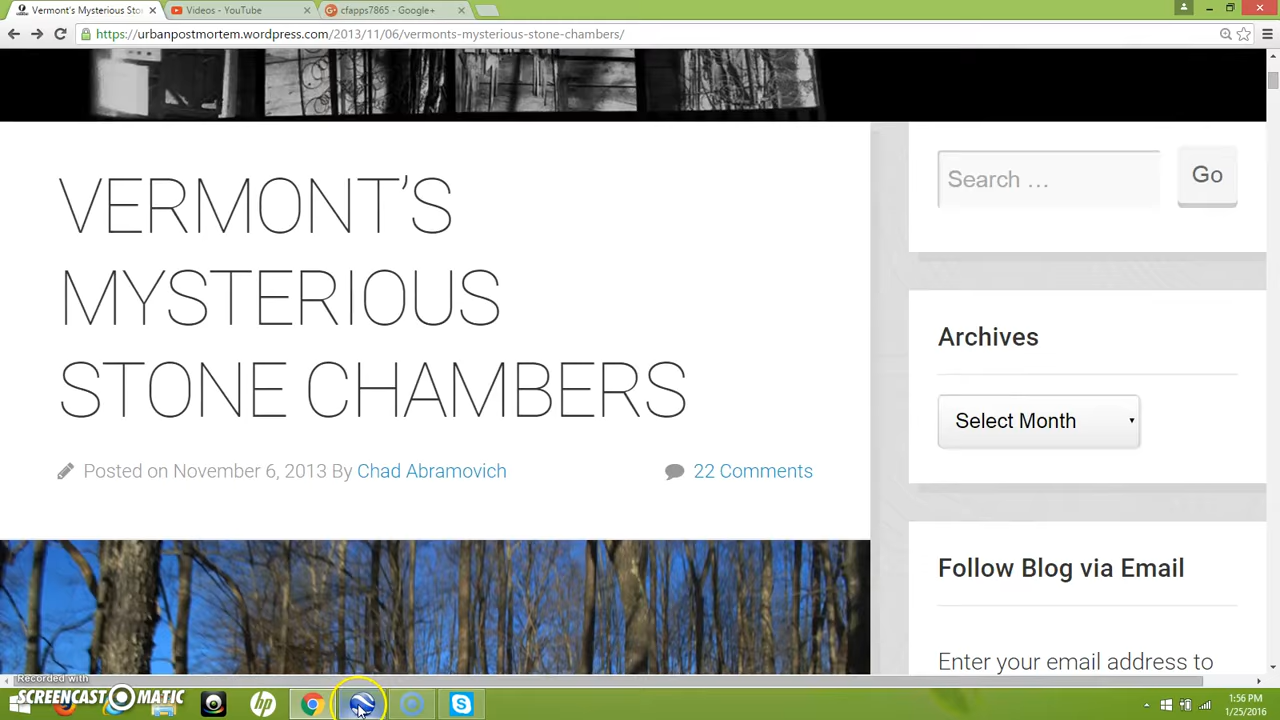 Vermont's Mysterious Sto
Videos - YouTube
cfapps7865 - Google+
https://urbanpostmortem.wordpress.com/2013/11/06/vermonts-mysterious-stone-chambers/
VERMONT'S
MYSTERIOUS
STONE CHAMBERS
Posted on November 6, 2013 By Chad Abramovich
22 Comments
Search …
Go
Archives
Select Month
Follow Blog via Email
Enter your email address to
Recorded with
SCREENCAST-O-MATIC
hp
S
1:56 PM
1/25/2016